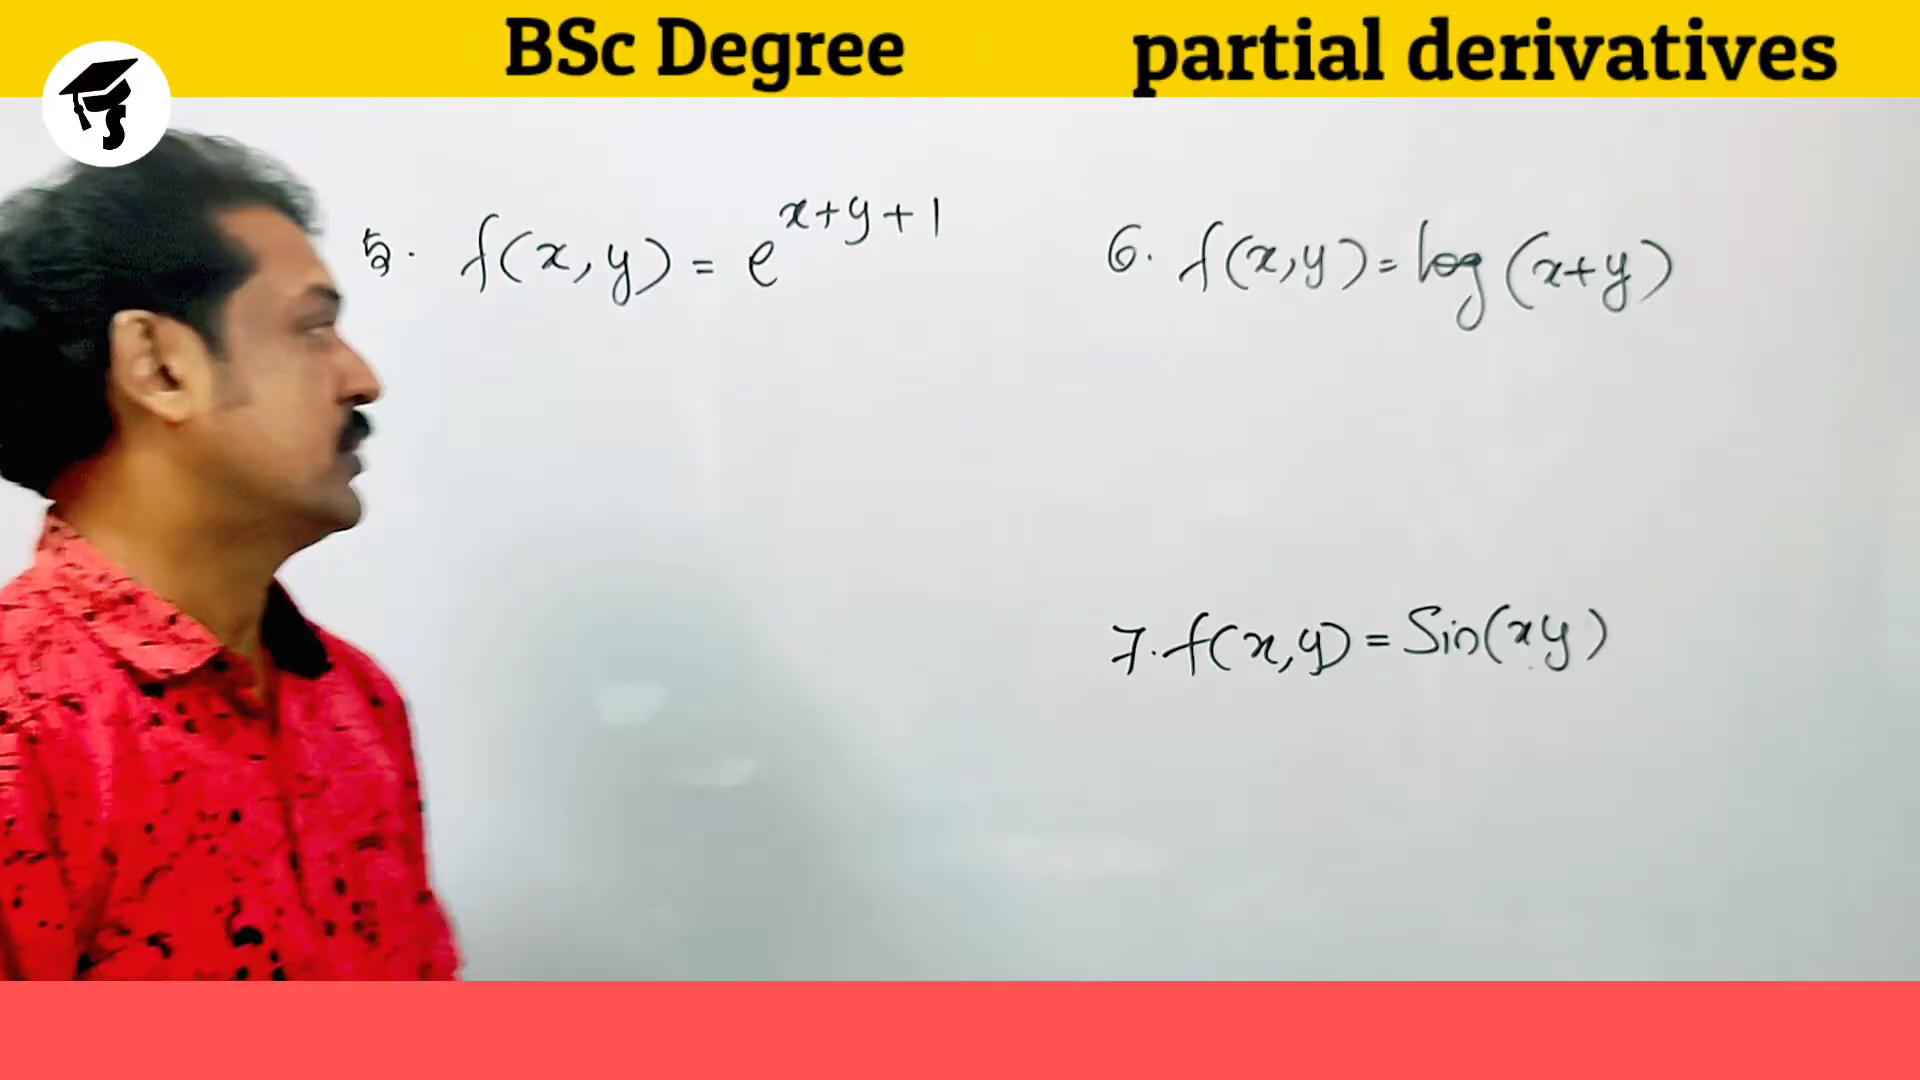 BSc Degree
partial derivatives
5. f(x,y) = e^{x+y+1}
6. f(x,y) = log(x+y)
7. f(x,y) = Sin(xy)